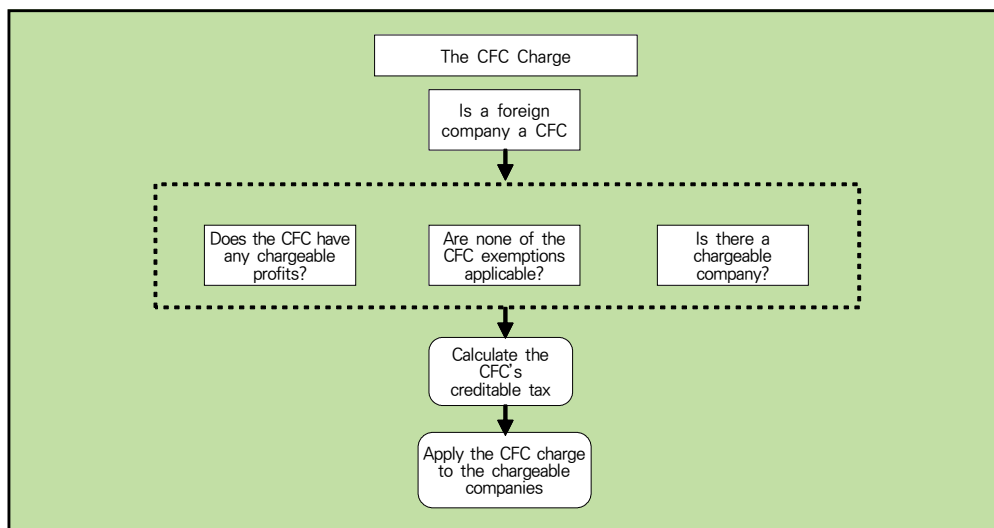 The CFC Charge
Is a foreign
company a CFC
Does the CFC have
any chargeable
profits?
Are none of the
CFC exemptions
applicable?
Is there a
chargeable
company?
Calculate the
CFC's
creditable tax
Apply the CFC charge
to the chargeable
companies